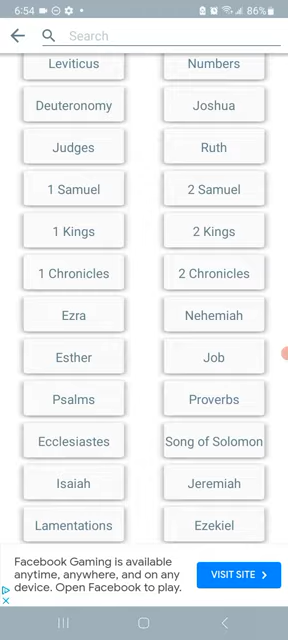 6:54 86%
Search
Leviticus Numbers
Deuteronomy Joshua
Judges Ruth
1 Samuel 2 Samuel
1 Kings 2 Kings
1 Chronicles 2 Chronicles
Ezra Nehemiah
Esther Job
Psalms Proverbs
Ecclesiastes Song of Solomon
Isaiah Jeremiah
Lamentations Ezekiel
Facebook Gaming is available
anytime, anywhere, and on any
device. Open Facebook to play.
VISIT SITE